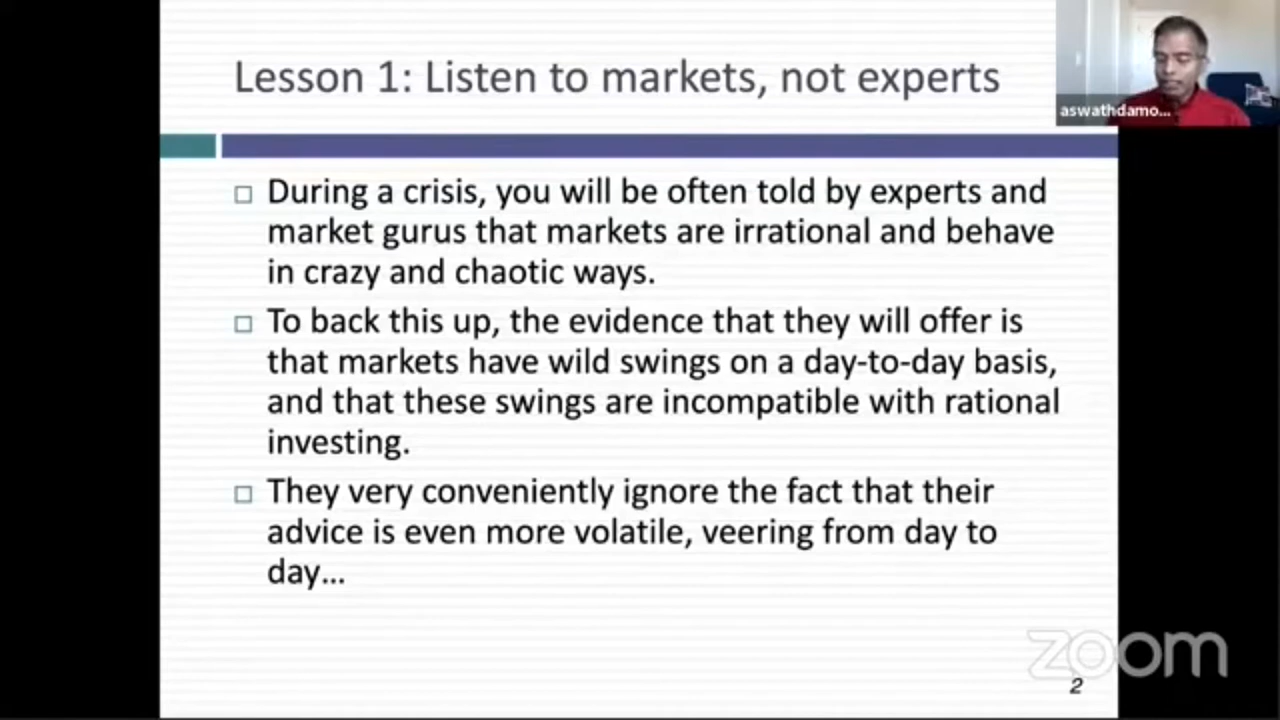 Lesson 1: Listen to markets, not experts
aswathdamo...
During a crisis, you will be often told by experts and
market gurus that markets are irrational and behave
in crazy and chaotic ways.
To back this up, the evidence that they will offer is
that markets have wild swings on a day-to-day basis,
and that these swings are incompatible with rational
investing.
They very conveniently ignore the fact that their
advice is even more volatile, veering from day to
day...
zoom
2